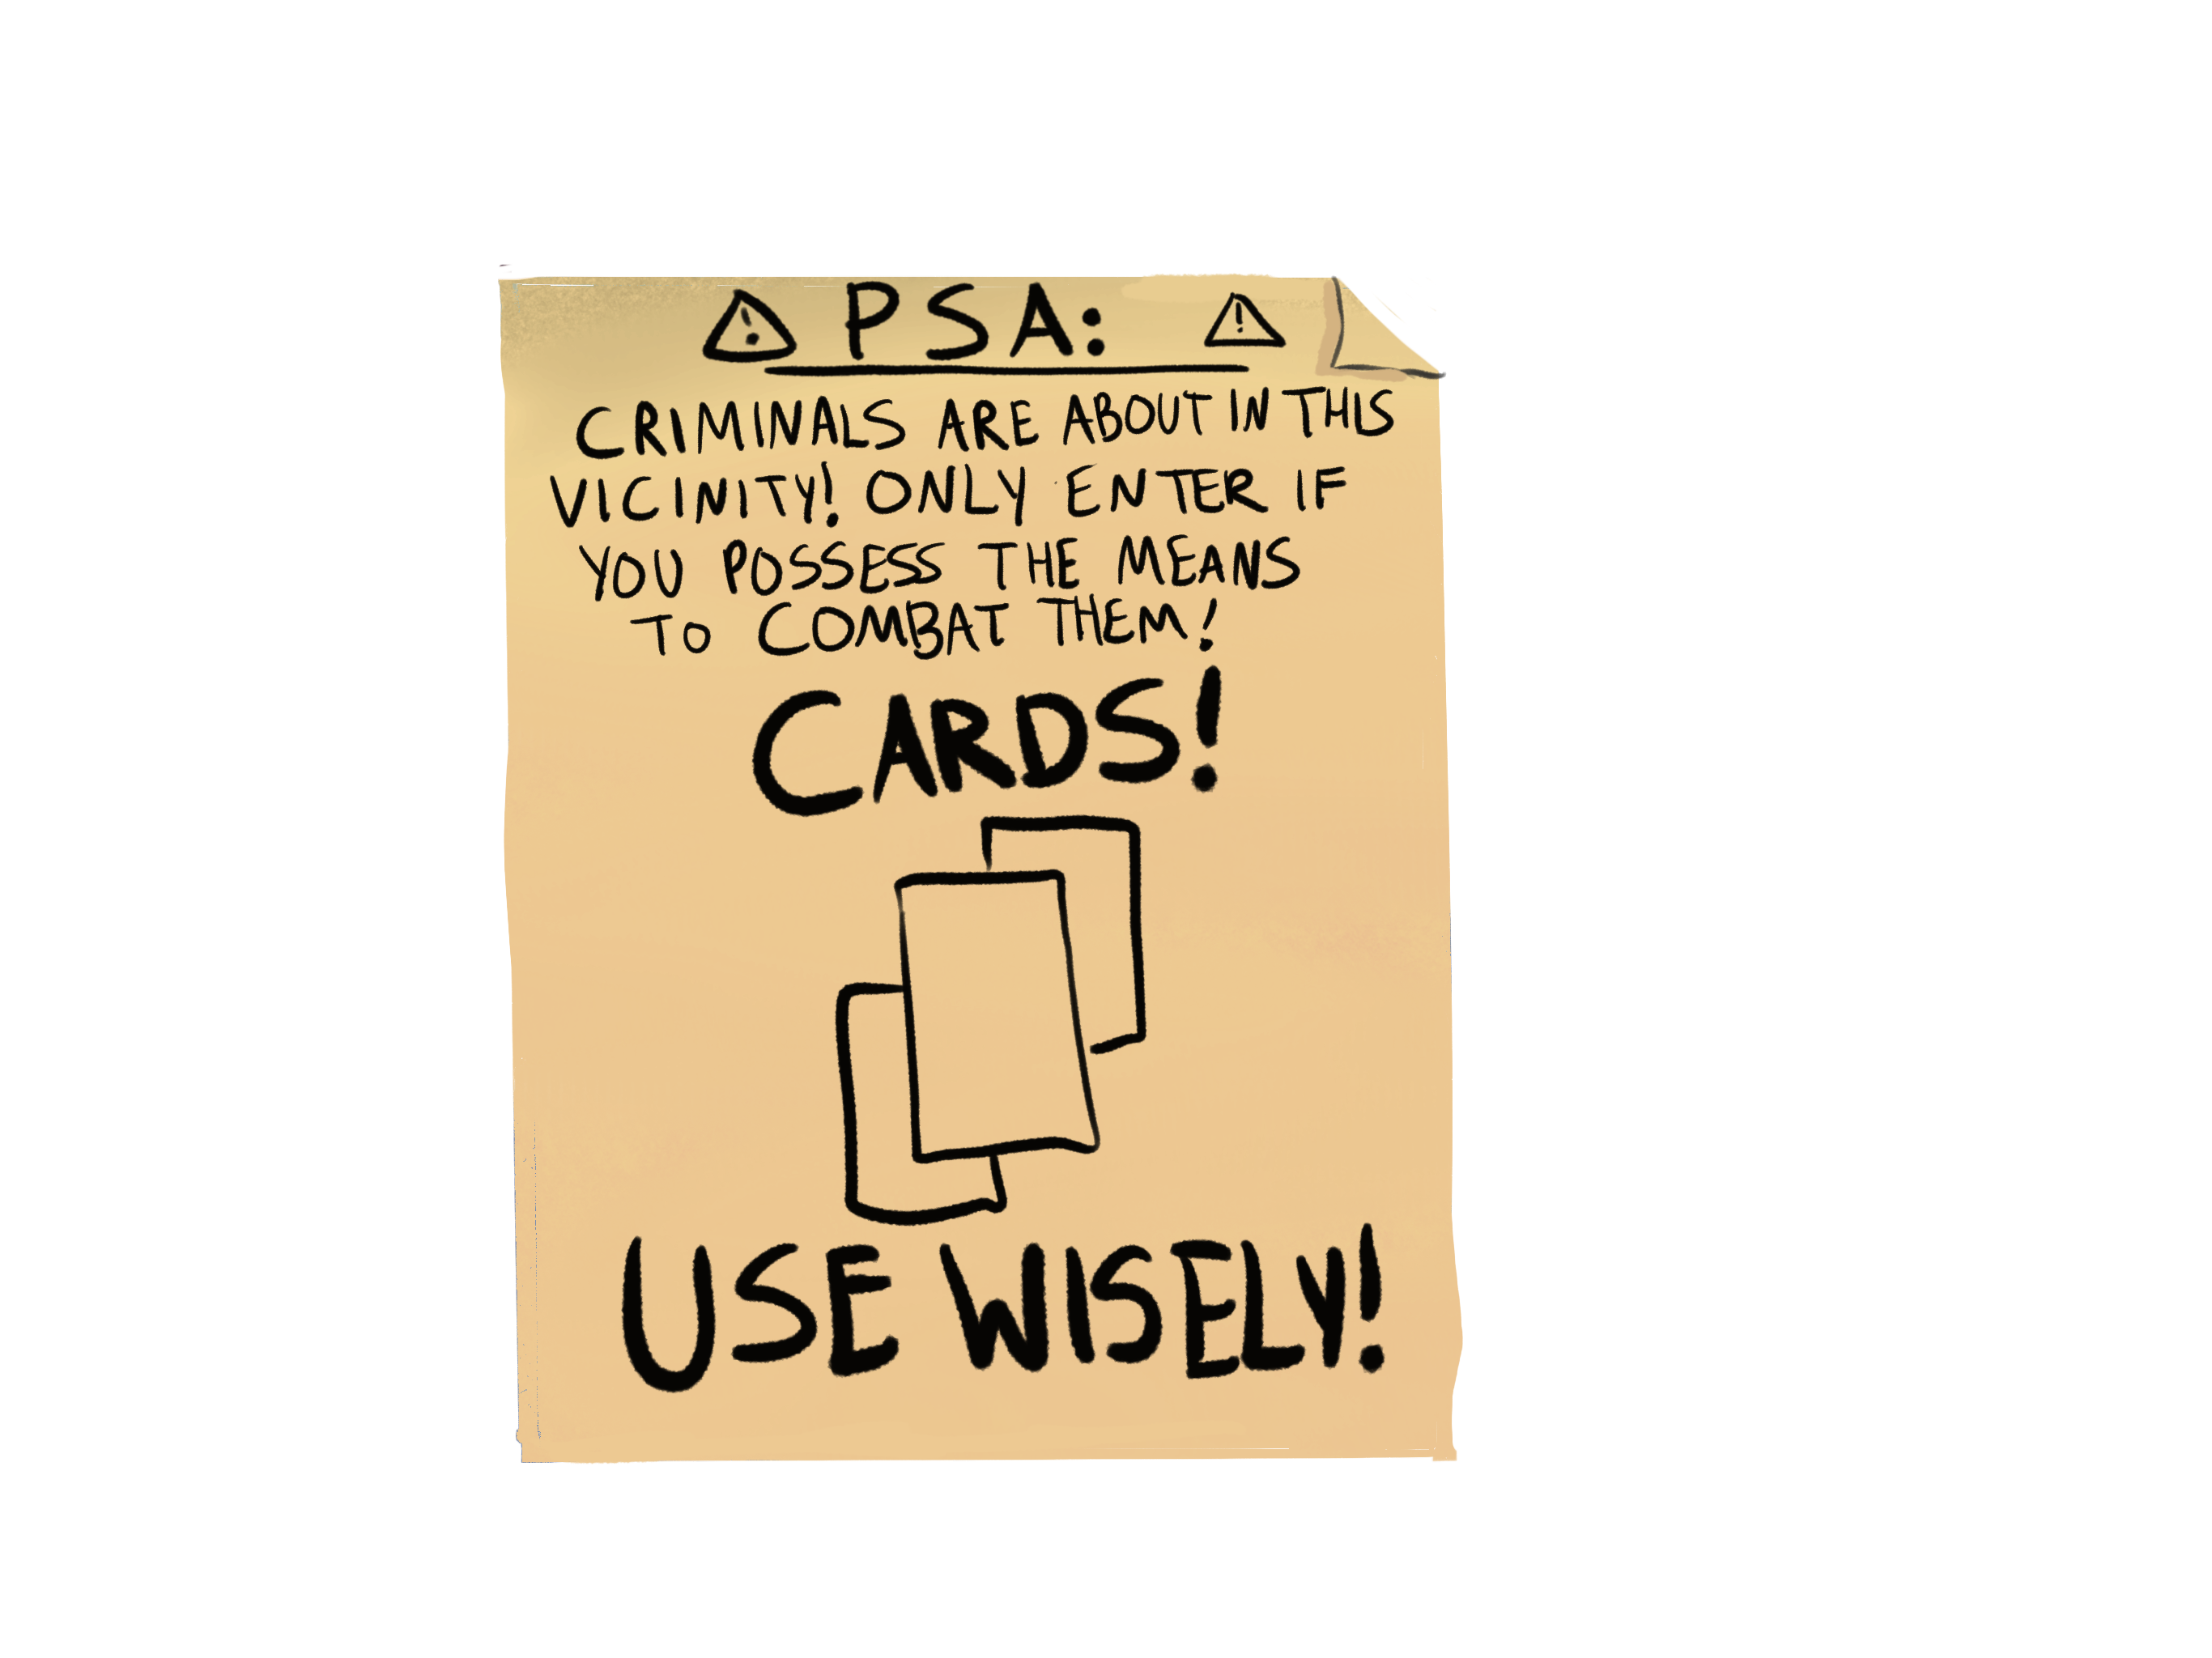 PSA:
CRIMINALS ARE ABOUT IN THIS
VICINITY! ONLY ENTER IF
YOU POSSESS THE MEANS
TO COMBAT THEM!
CARDS!
USE WISELY!